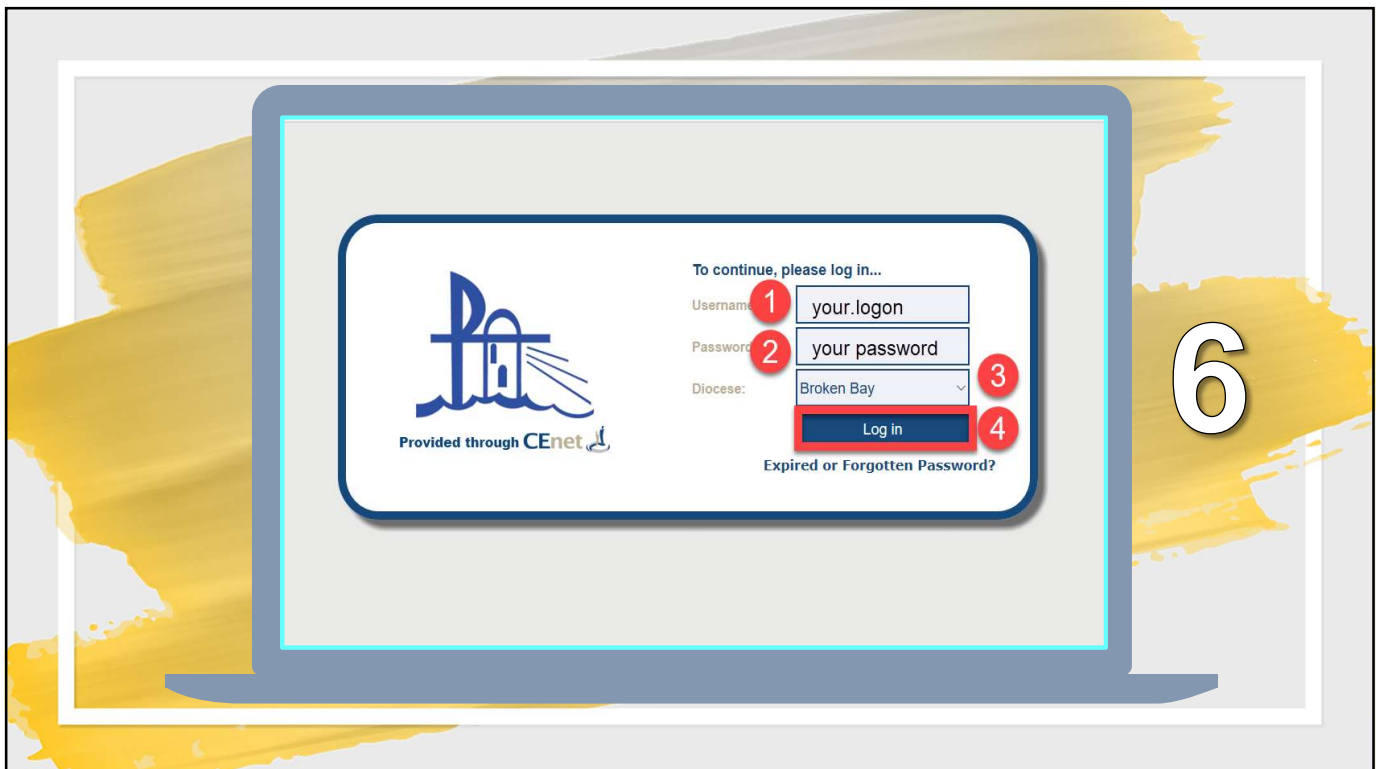 To continue, please log in...
Username 1 your.logon
Password 2 your password
Diocese: Broken Bay 3
Log in 4
Expired or Forgotten Password?
Provided through CEnet
6